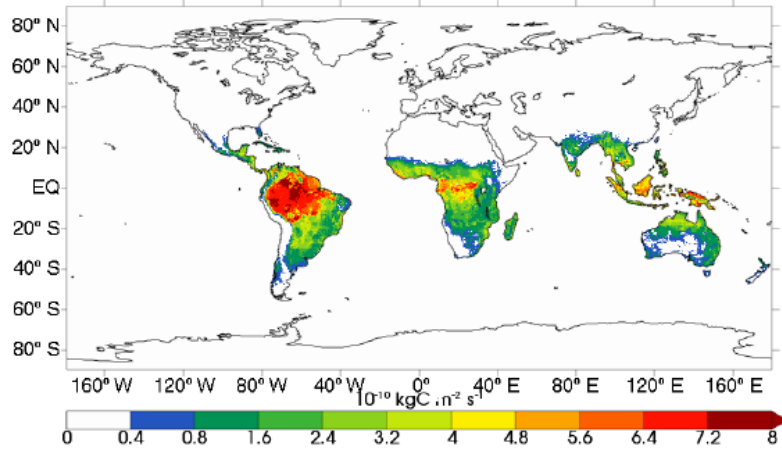 80° N
60° N
40° N
20° N
EQ
20° S
40° S
60° S
80° S
160° W 120° W 80° W 40° W 0° 40° E 80° E 120° E 160° E
10⁻¹⁰ kgC m⁻² s⁻¹
0 0.4 0.8 1.6 2.4 3.2 4 4.8 5.6 6.4 7.2 8